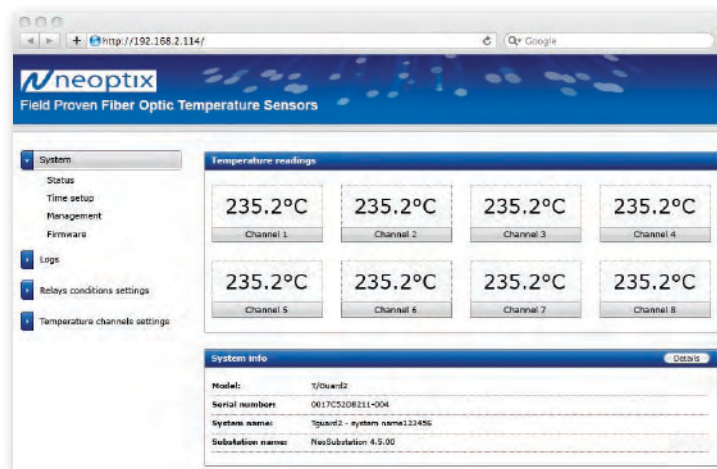 http://192.168.2.114/
Google
neoptix
Field Proven Fiber Optic Temperature Sensors
System
Status
Time setup
Management
Firmware
Logs
Relays conditions settings
Temperature channels settings
Temperature readings
235.2°C 235.2°C 235.2°C 235.2°C
Channel 1 Channel 2 Channel 3 Channel 4
235.2°C 235.2°C 235.2°C 235.2°C
Channel 5 Channel 6 Channel 7 Channel 8
System info Details
Model: T/Guard2
Serial number: 0017C52D8211-004
System name: Tguard2 - system name123456
Substation name: NeoSubstation 4.5.00